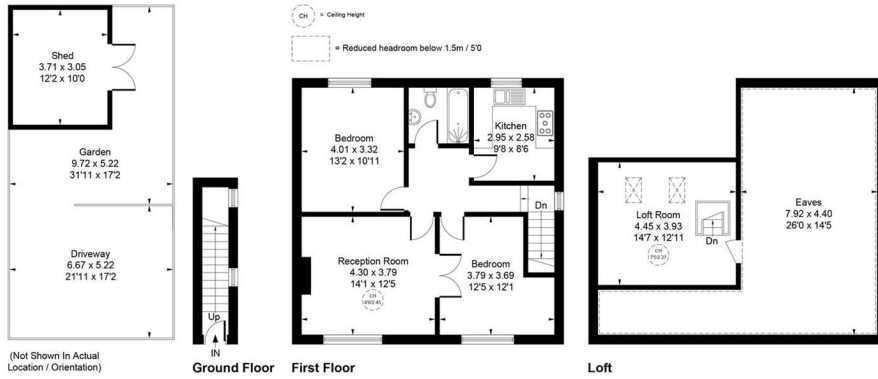 CH = Ceiling Height
= Reduced headroom below 1.5m / 5'0
Shed
3.71 x 3.05
12'2 x 10'0
Garden
9.72 x 5.22
31'11 x 17'2
Driveway
6.67 x 5.22
21'11 x 17'2
(Not Shown In Actual
Location / Orientation)
Up
IN
Ground Floor
Bedroom
4.01 x 3.32
13'2 x 10'11
Kitchen
2.95 x 2.58
9'8 x 8'6
Dn
Reception Room
4.30 x 3.79
14'1 x 12'5
CH
Bedroom
3.79 x 3.69
12'5 x 12'1
First Floor
Loft Room
4.45 x 3.93
14'7 x 12'11
CH
Dn
Eaves
7.92 x 4.40
26'0 x 14'5
Loft